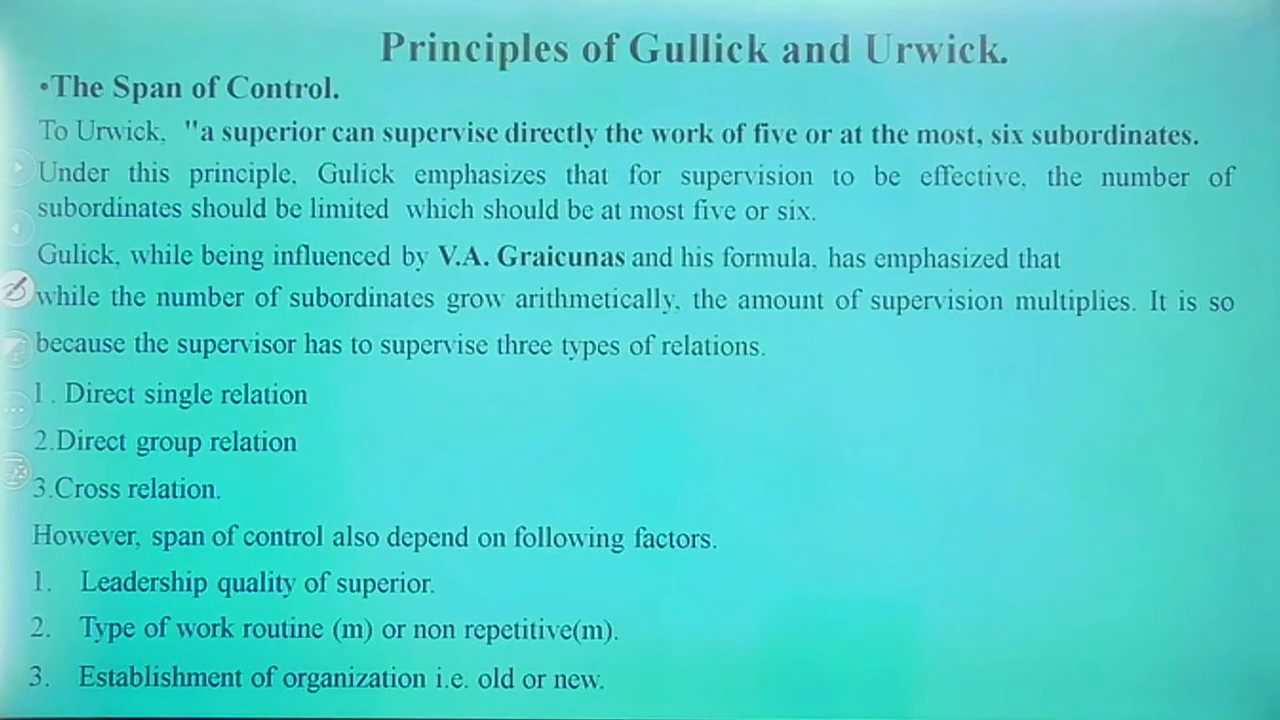 Principles of Gullick and Urwick.
•The Span of Control.
To Urwick, "a superior can supervise directly the work of five or at the most, six subordinates.
Under this principle, Gulick emphasizes that for supervision to be effective, the number of
subordinates should be limited which should be at most five or six.
Gulick, while being influenced by V.A. Graicunas and his formula, has emphasized that
while the number of subordinates grow arithmetically, the amount of supervision multiplies. It is so
because the supervisor has to supervise three types of relations.
1. Direct single relation
2.Direct group relation
3.Cross relation.
However, span of control also depend on following factors.
1. Leadership quality of superior.
2. Type of work routine (m) or non repetitive(m).
3. Establishment of organization i.e. old or new.